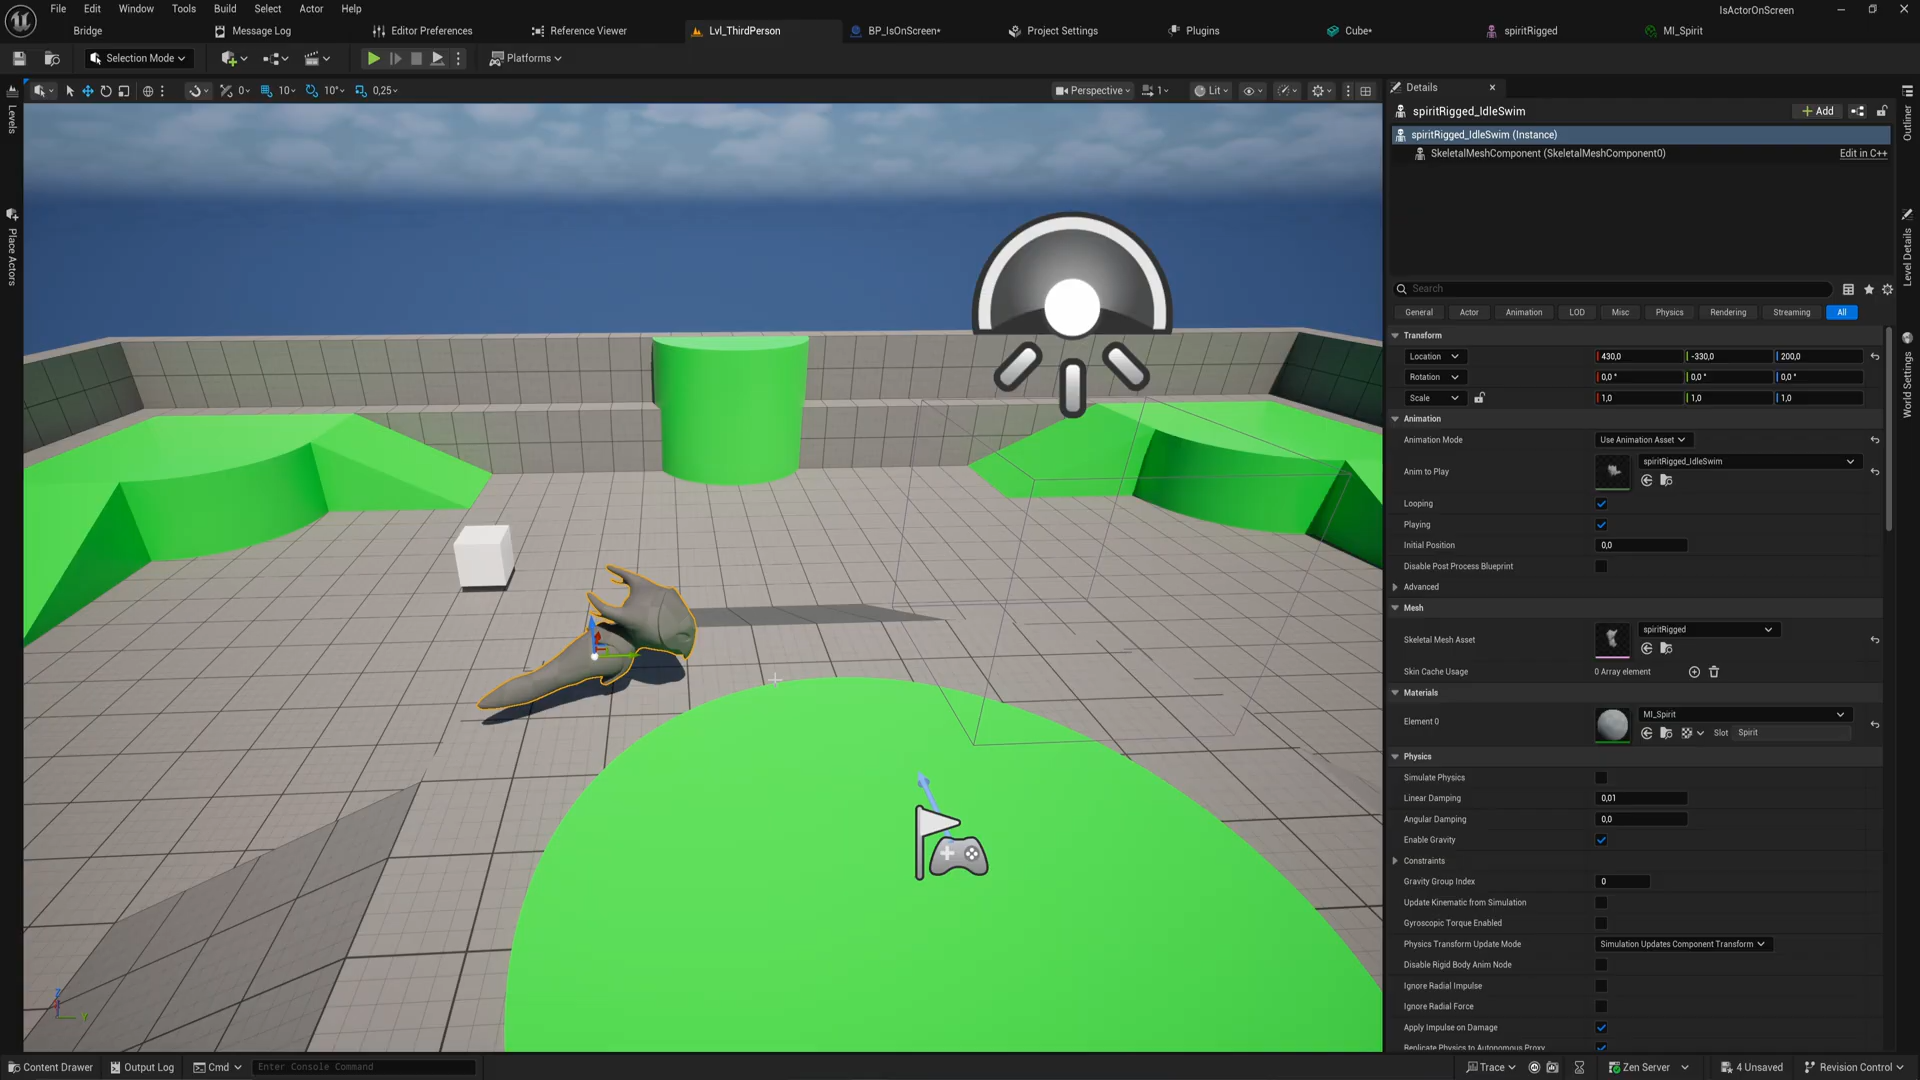 File Edit Window Tools Build Select Actor Help
IsActorOnScreen
Bridge
Message Log
Editor Preferences
Reference Viewer
Lvl_ThirdPerson
BP_IsOnScreen*
Project Settings
Plugins
Cube*
spiritRigged
MI_Spirit
Selection Mode
Platforms
0
10
10°
0,25
Perspective
1
Lit
Levels
Place Actors
Details
Outliner
Level Details
World Settings
spiritRigged_IdleSwim
Add
spiritRigged_IdleSwim (Instance)
SkeletalMeshComponent (SkeletalMeshComponent0)
Edit in C++
Search
General Actor Animation LOD Misc Physics Rendering Streaming All
Transform
Location 430,0 -330,0 200,0
Rotation 0,0 ° 0,0 ° 0,0 °
Scale 1,0 1,0 1,0
Animation
Animation Mode Use Animation Asset
Anim to Play spiritRigged_IdleSwim
Looping
Playing
Initial Position 0,0
Disable Post Process Blueprint
Advanced
Mesh
Skeletal Mesh Asset spiritRigged
Skin Cache Usage 0 Array element
Materials
Element 0 MI_Spirit
Slot Spirit
Physics
Simulate Physics
Linear Damping 0,01
Angular Damping 0,0
Enable Gravity
Constraints
Gravity Group Index 0
Update Kinematic from Simulation
Gyroscopic Torque Enabled
Physics Transform Update Mode Simulation Updates Component Transform
Disable Rigid Body Anim Node
Ignore Radial Impulse
Ignore Radial Force
Apply Impulse on Damage
Replicate Physics to Autonomous Proxy
Z
Y
Content Drawer
Output Log
Cmd
Enter Console Command
Trace
Zen Server
4 Unsaved
Revision Control